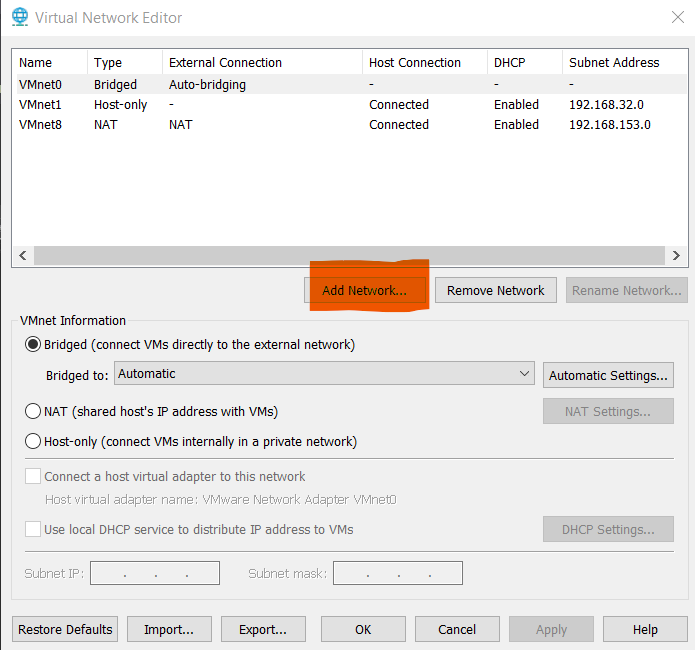 Virtual Network Editor
Name Type External Connection Host Connection DHCP Subnet Address
VMnet0 Bridged Auto-bridging - - -
VMnet1 Host-only - Connected Enabled 192.168.32.0
VMnet8 NAT NAT Connected Enabled 192.168.153.0
Add Network... Remove Network Rename Network...
VMnet Information
Bridged (connect VMs directly to the external network)
Bridged to: Automatic Automatic Settings...
NAT (shared host's IP address with VMs) NAT Settings...
Host-only (connect VMs internally in a private network)
Connect a host virtual adapter to this network
Host virtual adapter name: VMware Network Adapter VMnet0
Use local DHCP service to distribute IP address to VMs DHCP Settings...
Subnet IP: . . . Subnet mask: . . .
Restore Defaults Import... Export... OK Cancel Apply Help